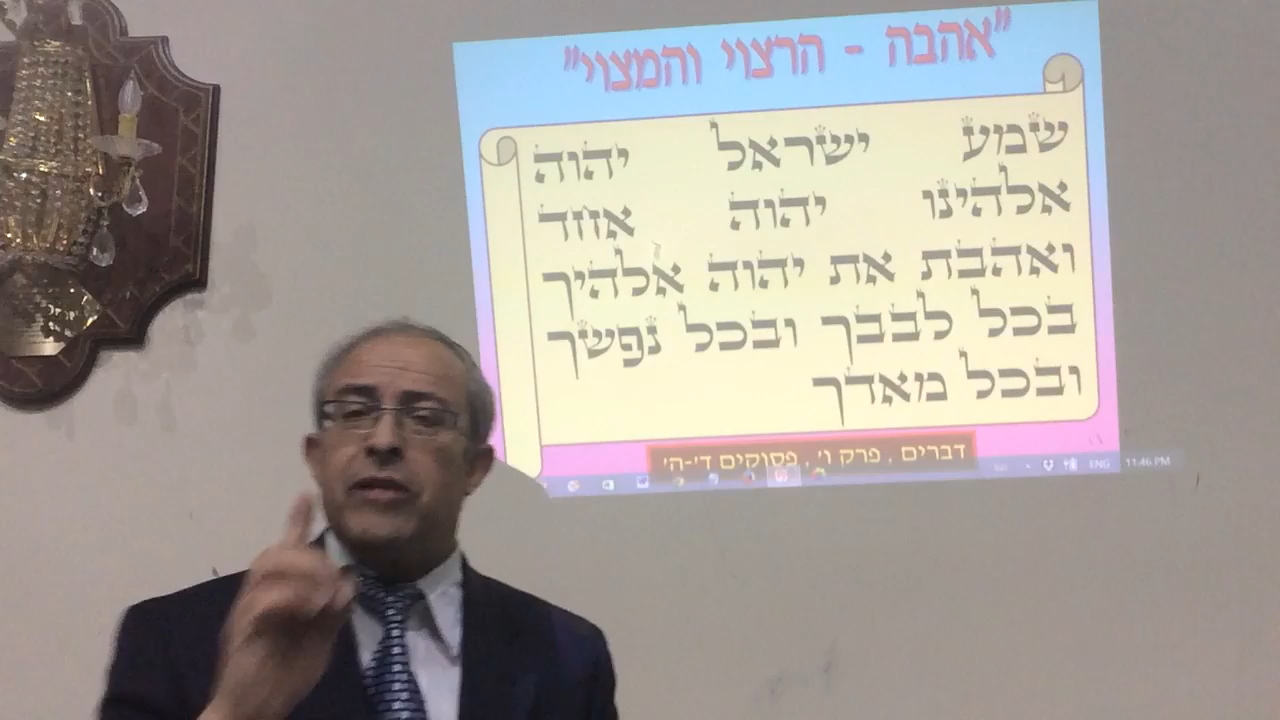 "אהבה - הרצוי והמצוי"
שמע ישראל יהוה
אלהינו יהוה אחד
ואהבת את יהוה אלהיך
בכל לבבך ובכל נפשך
ובכל מאדך
דברים , פרק ו' , פסוקים ד'-ה'
ENG 11:46 PM